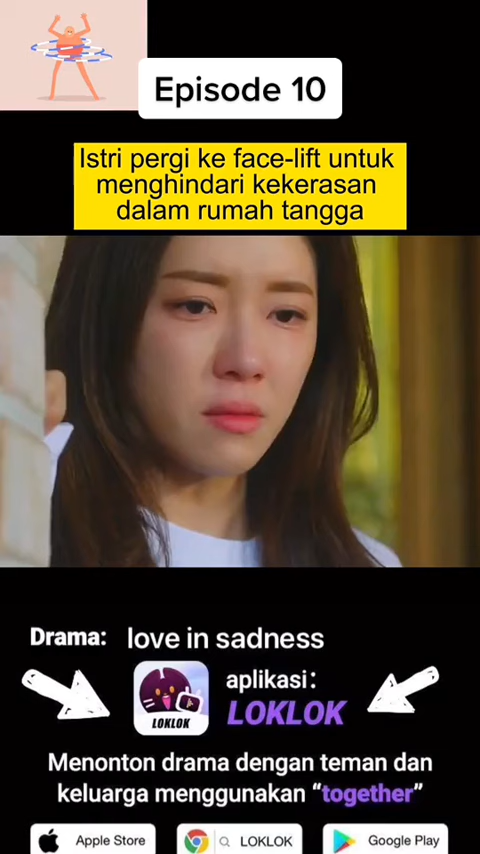 Episode 10
Istri pergi ke face-lift untuk
menghindari kekerasan
dalam rumah tangga
Drama: love in sadness
LOKLOK
aplikasi:
LOKLOK
Menonton drama dengan teman dan
keluarga menggunakan “together”
Apple Store
LOKLOK
Google Play